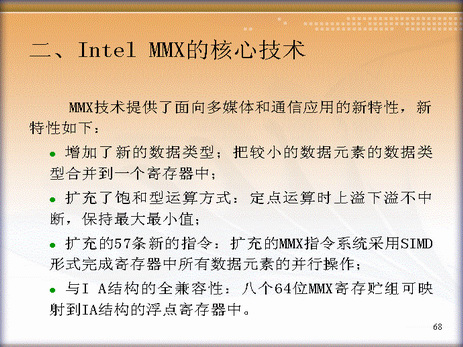 二、Intel MMX的核心技术
MMX技术提供了面向多媒体和通信应用的新特性，新
特性如下：
● 增加了新的数据类型；把较小的数据元素的数据类
型合并到一个寄存器中；
● 扩充了饱和型运算方式：定点运算时上溢下溢不中
断，保持最大最小值；
● 扩充的57条新的指令：扩充的MMX指令系统采用SIMD
形式完成寄存器中所有数据元素的并行操作；
● 与I A结构的全兼容性：八个64位MMX寄存贮组可映
射到IA结构的浮点寄存器中。
68